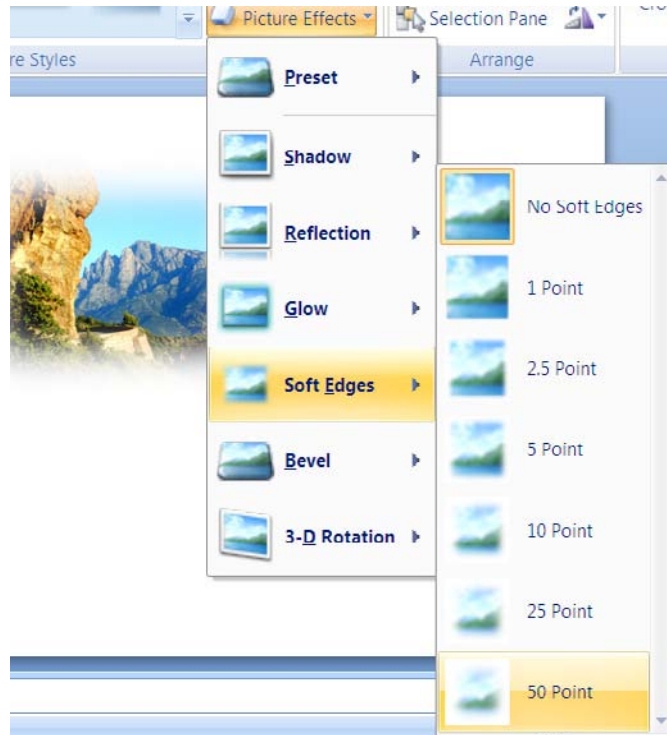 Picture Effects
Selection Pane
re Styles
Arrange
Preset
Shadow
Reflection
Glow
Soft Edges
Bevel
3-D Rotation
No Soft Edges
1 Point
2.5 Point
5 Point
10 Point
25 Point
50 Point